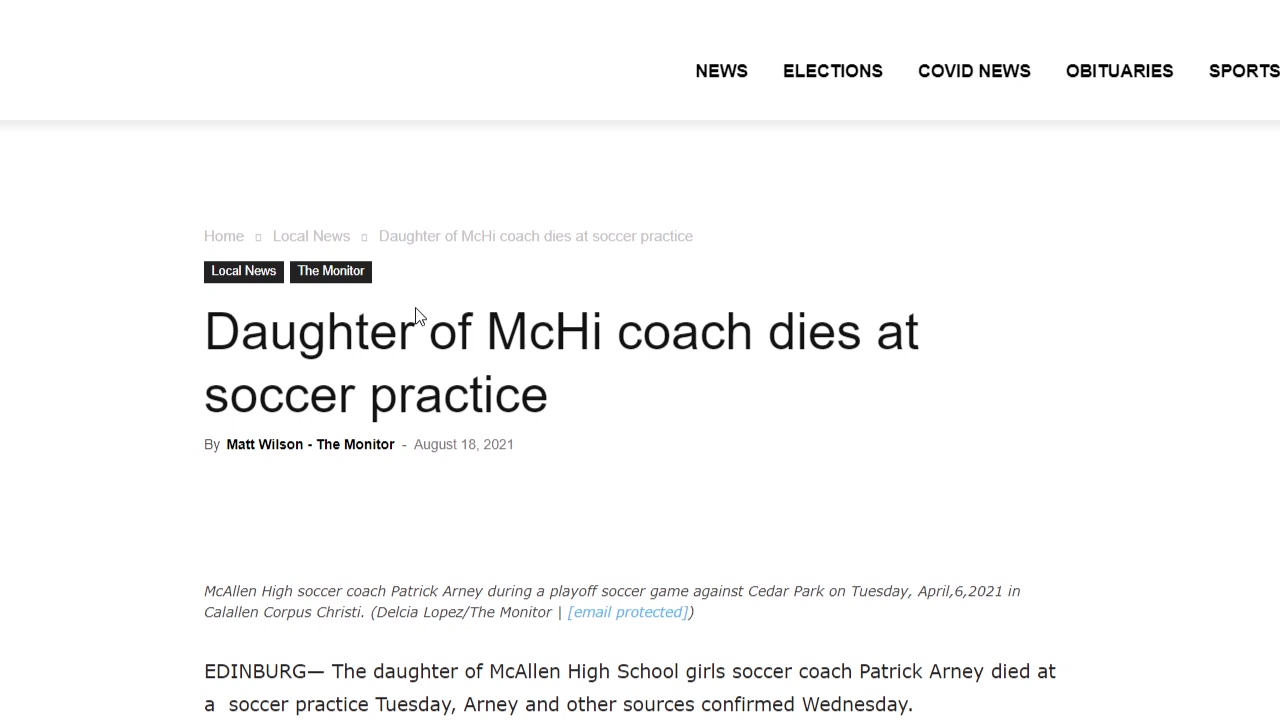 NEWS ELECTIONS COVID NEWS OBITUARIES SPORTS
Home Local News Daughter of McHi coach dies at soccer practice
Local News The Monitor
Daughter of McHi coach dies at
soccer practice
By Matt Wilson - The Monitor - August 18, 2021
McAllen High soccer coach Patrick Arney during a playoff soccer game against Cedar Park on Tuesday, April,6,2021 in
Calallen Corpus Christi. (Delcia Lopez/The Monitor | [email protected])
EDINBURG— The daughter of McAllen High School girls soccer coach Patrick Arney died at
a soccer practice Tuesday, Arney and other sources confirmed Wednesday.